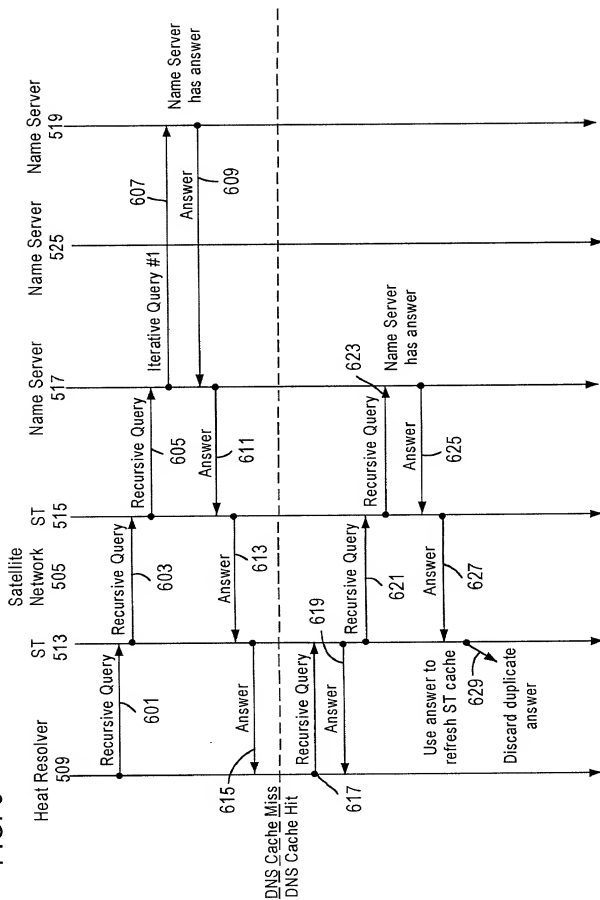 Heat Resolver
509
ST
513
Satellite
Network
505
ST
515
Name Server
517
Name Server
525
Name Server
519
Recursive Query
601
Recursive Query
603
Recursive Query
605
Iterative Query #1
607
Name Server
has answer
Answer
609
Answer
611
Answer
613
Answer
615
DNS Cache Miss
DNS Cache Hit
Recursive Query
617
Answer
619
Recursive Query
621
Recursive Query
623
Name Server
has answer
Answer
625
Answer
627
Use answer to
refresh ST cache
629
Discard duplicate
answer